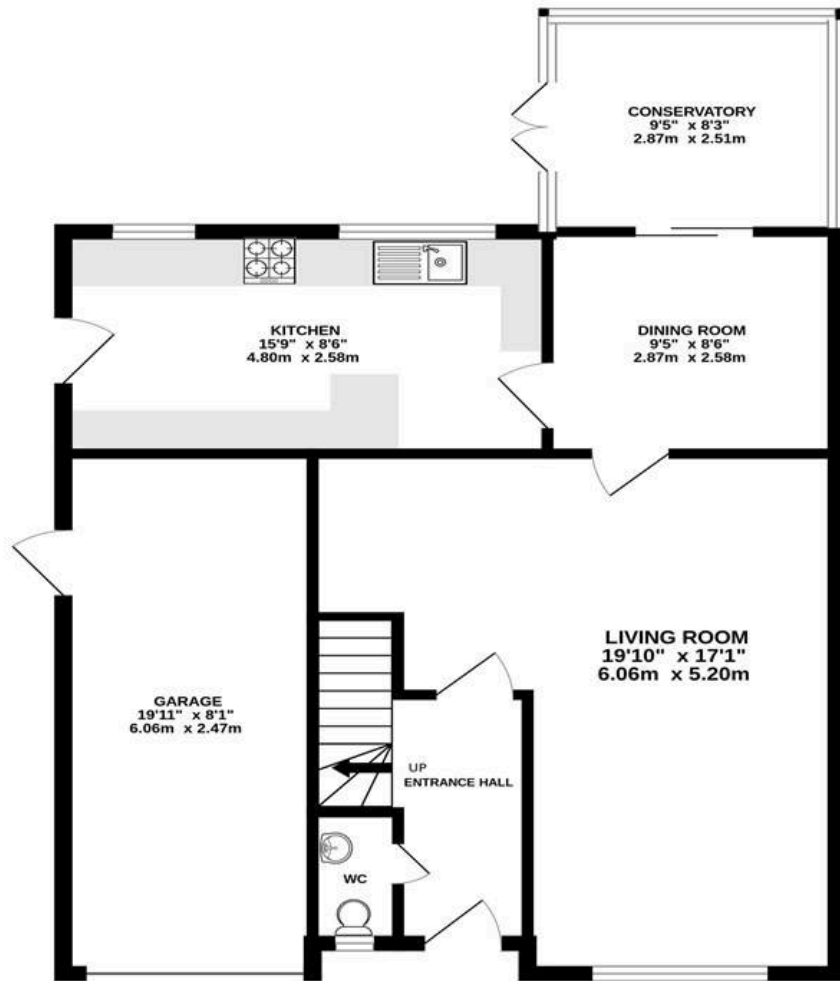 CONSERVATORY
9'5" x 8'3"
2.87m x 2.51m
KITCHEN
15'9" x 8'6"
4.80m x 2.58m
DINING ROOM
9'5" x 8'6"
2.87m x 2.58m
LIVING ROOM
19'10" x 17'1"
6.06m x 5.20m
GARAGE
19'11" x 8'1"
6.06m x 2.47m
UP
ENTRANCE HALL
WC